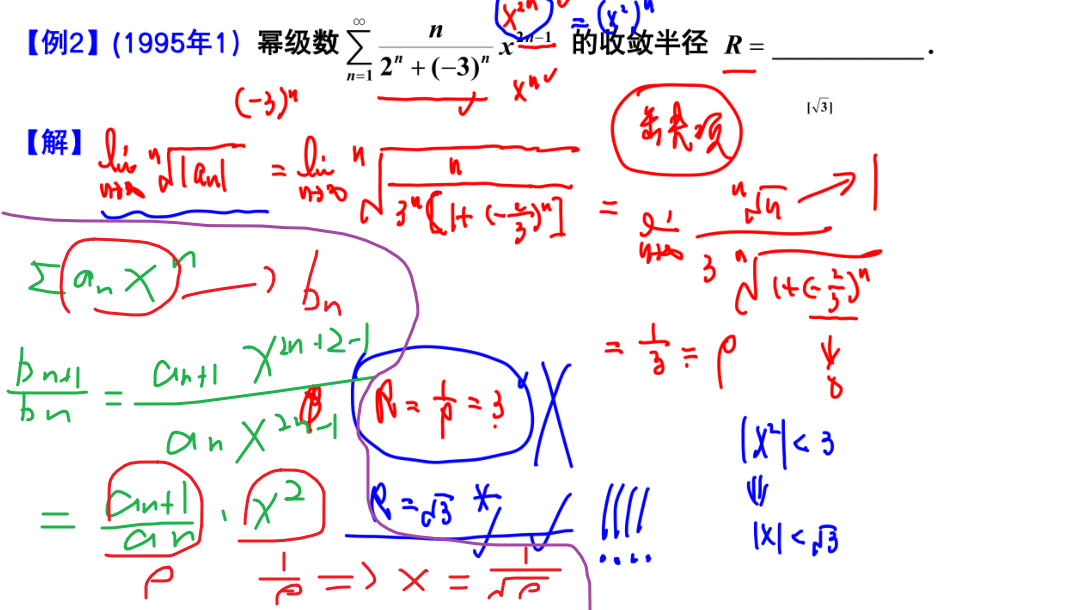 【例2】(1995年1) 幂级数 $\sum_{n=1}^{\infty} \frac{n}{2^n+(-3)^n} x^{2n-1}$ 的收敛半径 R = ______ .
$x^{2n}$ ✓ = $(x^2)^n$
$x^n$ ✓
$(-3)^n$
[$\sqrt{3}$]
缺项
【解】 $\lim_{n\to\infty} \sqrt[n]{|a_n|} = \lim_{n\to\infty} \sqrt[n]{\frac{n}{3^n[1+(-\frac{2}{3})^n]}} = \lim_{n\to\infty} \frac{\sqrt[n]{n}}{3\sqrt[n]{1+(-\frac{2}{3})^n}}$
→ 1
↓ 0
$= \frac{1}{3} = \rho$
$R = \frac{1}{\rho} = 3$
$R = \sqrt{3}$
!!!!
$|x^2| < 3$
⇓
$|x| < \sqrt{3}$
$\sum a_n x^n \to b_n$
$\frac{b_{n+1}}{b_n} = \frac{a_{n+1} x^{2n+2-1}}{a_n x^{2n-1}}$
$= \frac{a_{n+1}}{a_n} \cdot x^2$
$\rho$ $\frac{1}{\rho} \Rightarrow x = \frac{1}{\sqrt{\rho}}$